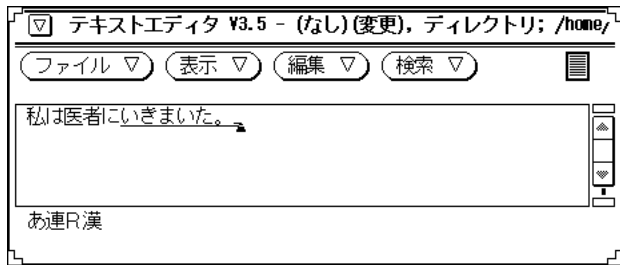 テキストエディタ V3.5 - (なし)(変更), ディレクトリ; /home/
ファイル ▽ 表示 ▽ 編集 ▽ 検索 ▽
私は医者にいきまいた。
あ連R漢